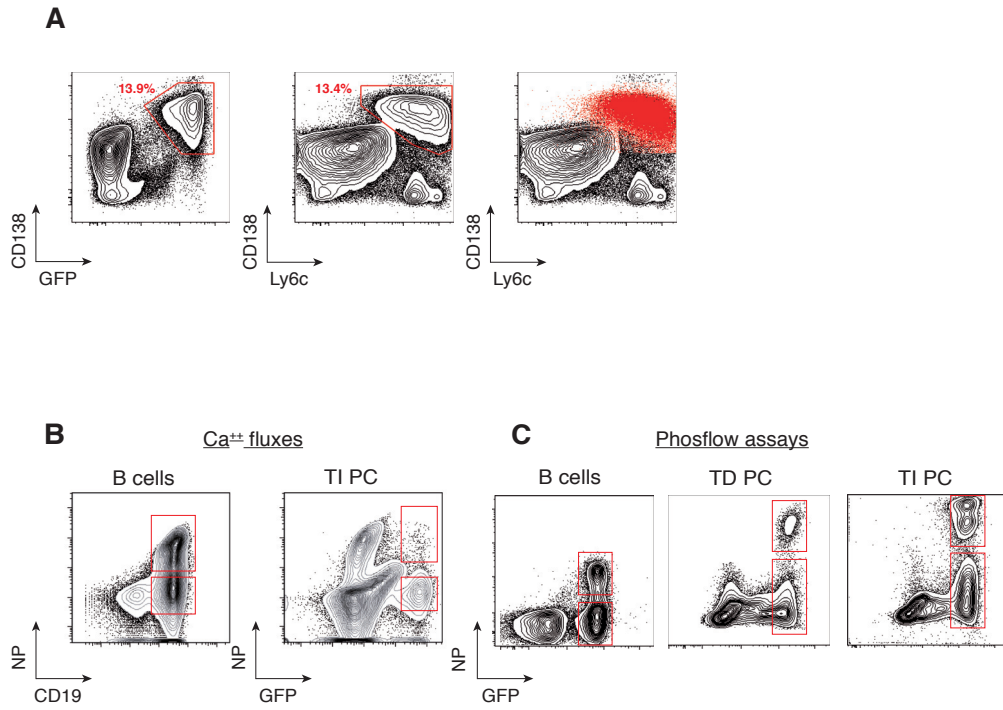 A
13.9%
13.4%
CD138
GFP
CD138
Ly6c
CD138
Ly6c
B
Ca++ fluxes
C
Phosflow assays
B cells
TI PC
B cells
TD PC
TI PC
NP
CD19
NP
GFP
NP
GFP